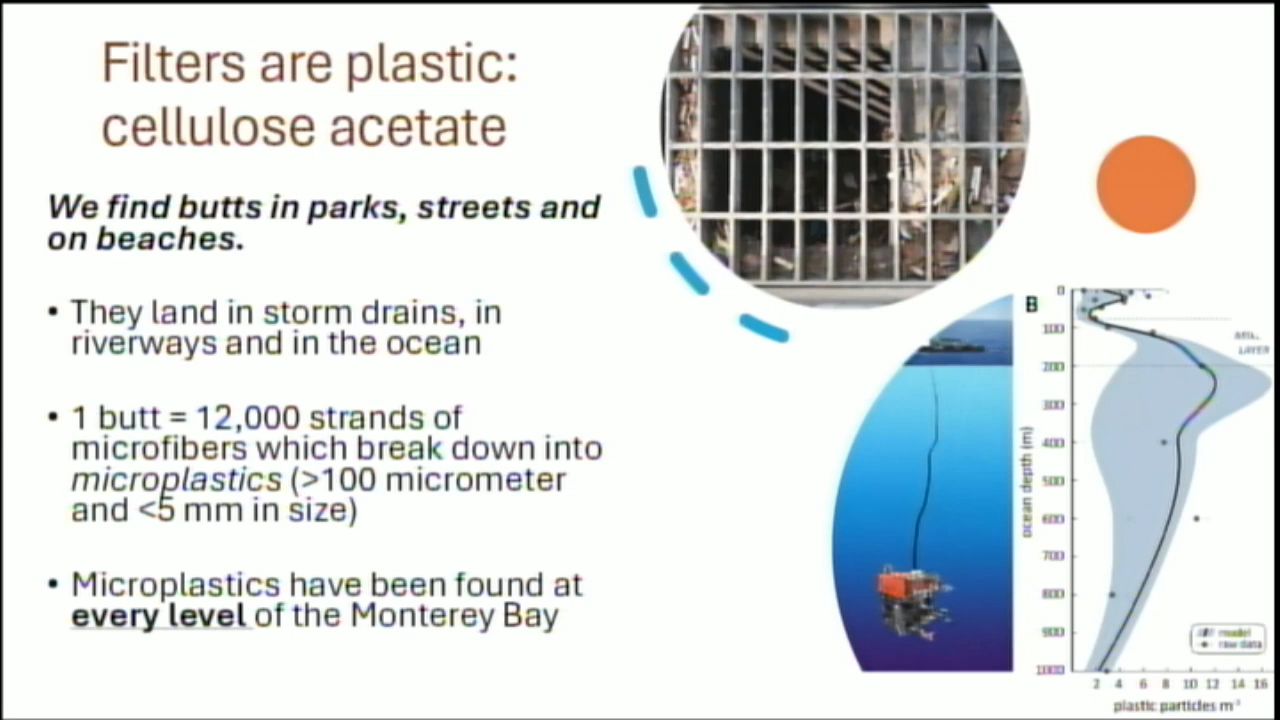 Filters are plastic:
cellulose acetate
We find butts in parks, streets and
on beaches.
• They land in storm drains, in
riverways and in the ocean
• 1 butt = 12,000 strands of
microfibers which break down into
microplastics (>100 micrometer
and <5 mm in size)
• Microplastics have been found at
every level of the Monterey Bay
B
0
100
200
300
400
500
600
700
800
900
1000
ocean depth (m)
LAYER
model
raw data
2 4 6 8 10 12 14 16
plastic particles m⁻³